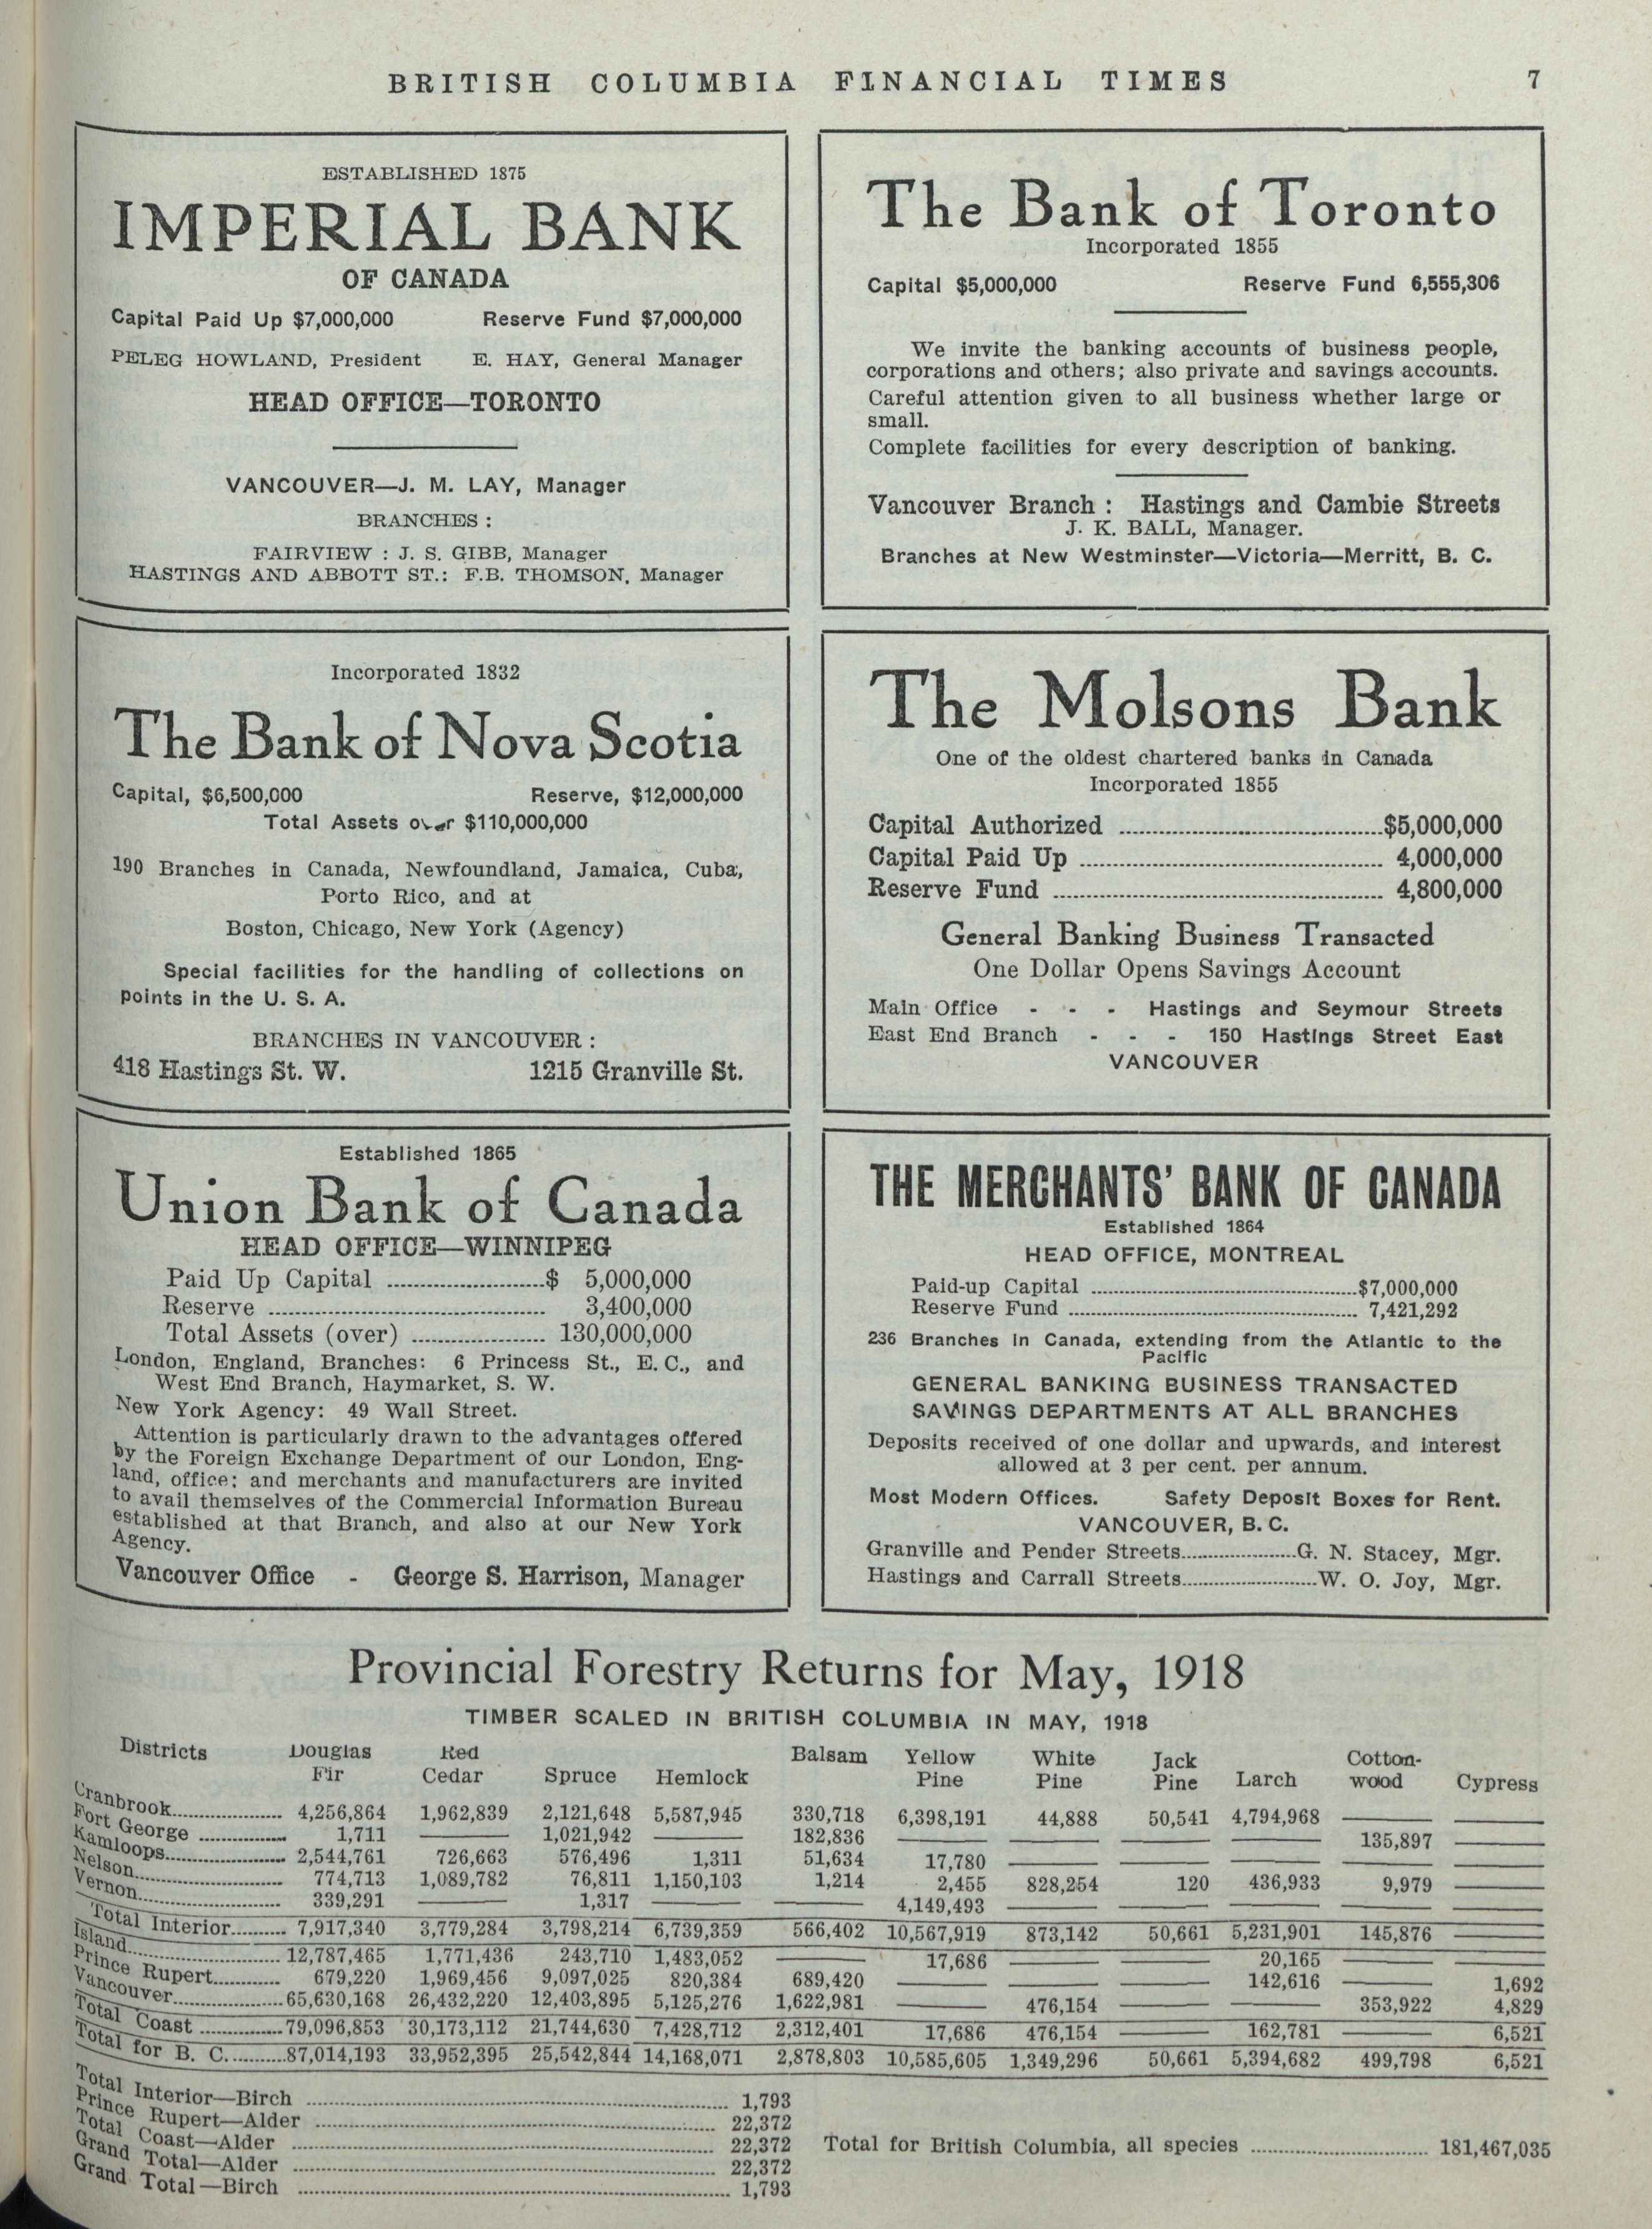 BRITISH COLUMBIA FINANCIAL TIMES 7
ESTABLISHED 1875
IMPERIAL BANK
OF CANADA
Capital Paid Up $7,000,000 Reserve Fund $7,000,000
PELEG HOWLAND, President E. HAY, General Manager
HEAD OFFICE—TORONTO
VANCOUVER—J. M. LAY, Manager
BRANCHES :
FAIRVIEW : J. S. GIBB, Manager
HASTINGS AND ABBOTT ST.: F.B. THOMSON, Manager
The Bank of Toronto
Incorporated 1855
Capital $5,000,000 Reserve Fund 6,555,306
We invite the banking accounts of business people,
corporations and others; also private and savings accounts.
Careful attention given to all business whether large or
small.
Complete facilities for every description of banking.
Vancouver Branch : Hastings and Cambie Streets
J. K. BALL, Manager.
Branches at New Westminster—Victoria—Merritt, B. C.
Incorporated 1832
The Bank of Nova Scotia
Capital, $6,500,000 Reserve, $12,000,000
Total Assets over $110,000,000
190 Branches in Canada, Newfoundland, Jamaica, Cuba,
Porto Rico, and at
Boston, Chicago, New York (Agency)
Special facilities for the handling of collections on
points in the U. S. A.
BRANCHES IN VANCOUVER :
418 Hastings St. W. 1215 Granville St.
The Molsons Bank
One of the oldest chartered banks in Canada
Incorporated 1855
Capital Authorized ........ $5,000,000
Capital Paid Up ........ 4,000,000
Reserve Fund ........ 4,800,000
General Banking Business Transacted
One Dollar Opens Savings Account
Main Office - - - Hastings and Seymour Streets
East End Branch - - - 150 Hastings Street East
VANCOUVER
Established 1865
Union Bank of Canada
HEAD OFFICE—WINNIPEG
Paid Up Capital ........ $ 5,000,000
Reserve ........ 3,400,000
Total Assets (over) ........ 130,000,000
London, England, Branches: 6 Princess St., E. C., and
West End Branch, Haymarket, S. W.
New York Agency: 49 Wall Street.
Attention is particularly drawn to the advantages offered
by the Foreign Exchange Department of our London, Eng-
land, office; and merchants and manufacturers are invited
to avail themselves of the Commercial Information Bureau
established at that Branch, and also at our New York
Agency.
Vancouver Office - George S. Harrison, Manager
THE MERCHANTS' BANK OF CANADA
Established 1864
HEAD OFFICE, MONTREAL
Paid-up Capital ........ $7,000,000
Reserve Fund ........ 7,421,292
236 Branches in Canada, extending from the Atlantic to the
Pacific
GENERAL BANKING BUSINESS TRANSACTED
SAVINGS DEPARTMENTS AT ALL BRANCHES
Deposits received of one dollar and upwards, and interest
allowed at 3 per cent. per annum.
Most Modern Offices. Safety Deposit Boxes for Rent.
VANCOUVER, B. C.
Granville and Pender Streets........G. N. Stacey, Mgr.
Hastings and Carrall Streets........W. O. Joy, Mgr.
Provincial Forestry Returns for May, 1918
TIMBER SCALED IN BRITISH COLUMBIA IN MAY, 1918
Districts Douglas Fir Red Cedar Spruce Hemlock Balsam Yellow Pine White Pine Jack Pine Larch Cotton-wood Cypress
Cranbrook........ 4,256,864 1,962,839 2,121,648 5,587,945 330,718 6,398,191 44,888 50,541 4,794,968 —— ——
Fort George ........ 1,711 —— 1,021,942 —— 182,836 —— —— —— —— 135,897 ——
Kamloops........ 2,544,761 726,663 576,496 1,311 51,634 17,780 —— —— —— —— ——
Nelson........ 774,713 1,089,782 76,811 1,150,103 1,214 2,455 828,254 120 436,933 9,979 ——
Vernon........ 339,291 —— 1,317 —— —— 4,149,493 —— —— —— —— ——
Total Interior........ 7,917,340 3,779,284 3,798,214 6,739,359 566,402 10,567,919 873,142 50,661 5,231,901 145,876 ——
Island........ 12,787,465 1,771,436 243,710 1,483,052 —— 17,686 —— —— 20,165 —— ——
Prince Rupert........ 679,220 1,969,456 9,097,025 820,384 689,420 —— —— —— 142,616 —— 1,692
Vancouver........65,630,168 26,432,220 12,403,895 5,125,276 1,622,981 —— 476,154 —— —— 353,922 4,829
Total Coast ........79,096,853 30,173,112 21,744,630 7,428,712 2,312,401 17,686 476,154 —— 162,781 —— 6,521
Total for B. C.........87,014,193 33,952,395 25,542,844 14,168,071 2,878,803 10,585,605 1,349,296 50,661 5,394,682 499,798 6,521
Total Interior—Birch ........ 1,793
Prince Rupert—Alder ........ 22,372
Total Coast—Alder ........ 22,372
Grand Total—Alder ........ 22,372
Grand Total—Birch ........ 1,793
Total for British Columbia, all species ........ 181,467,035